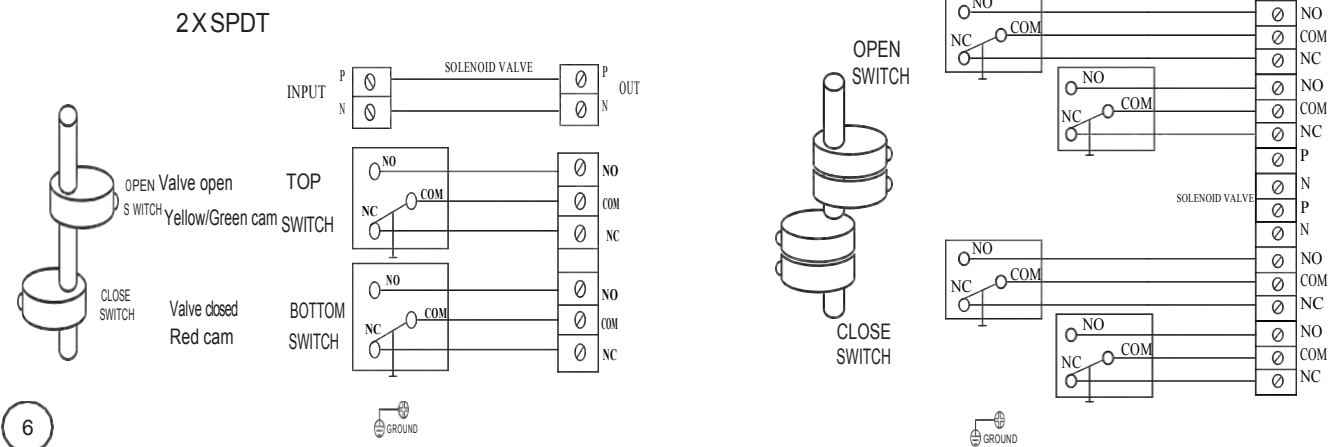 2 X SPDT
INPUT
P
SOLENOID VALVE
P
OUT
N
N
OPEN
S WITCH
Valve open
Yellow/Green cam
TOP
SWITCH
NO
COM
NC
NO
COM
NC
CLOSE
SWITCH
Valve closed
Red cam
BOTTOM
SWITCH
NO
COM
NC
NO
COM
NC
GROUND
6
OPEN
SWITCH
CLOSE
SWITCH
NO
COM
NC
NO
COM
NC
NO
COM
NC
NO
COM
NC
P
N
SOLENOID VALVE
P
N
NO
COM
NC
NO
COM
NC
NO
COM
NC
NO
COM
NC
GROUND